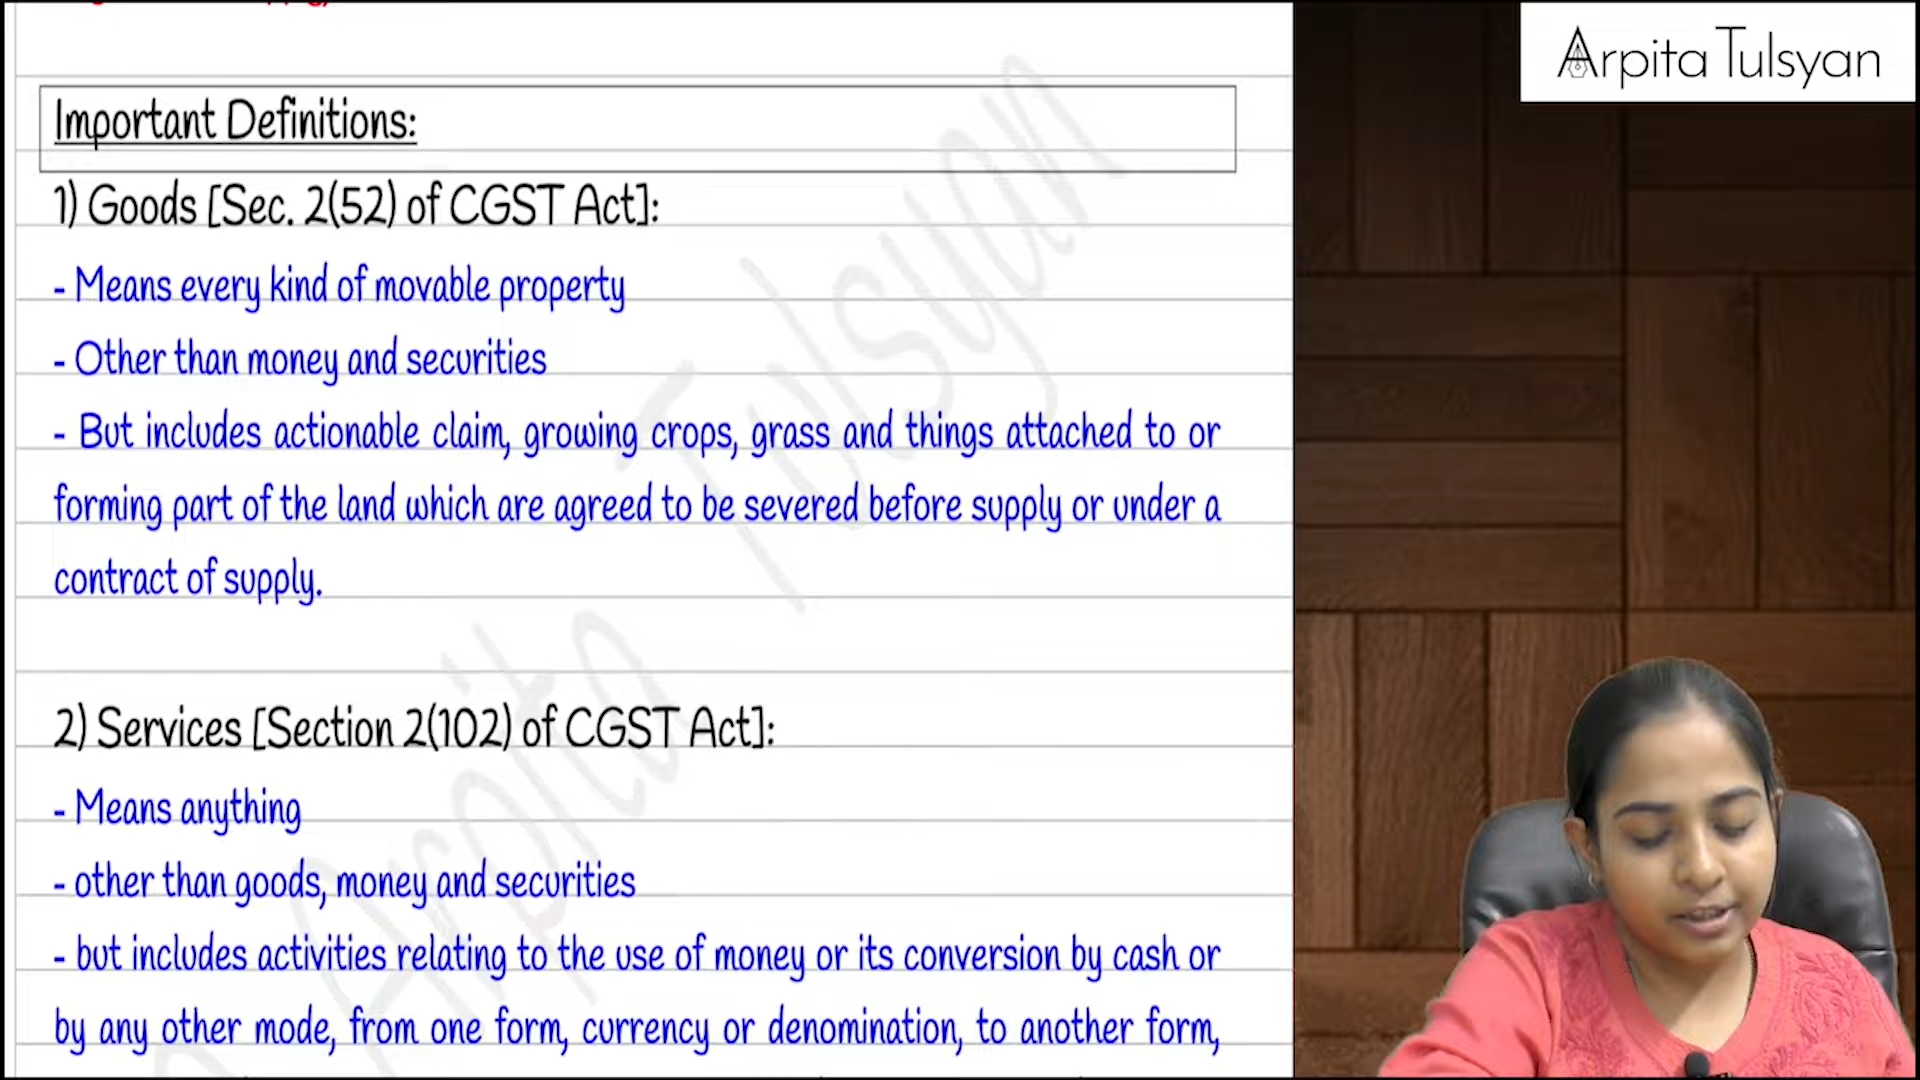 Arpita Tulsyan
Important Definitions:
1) Goods [Sec. 2(52) of CGST Act]:
- Means every kind of movable property
- Other than money and securities
- But includes actionable claim, growing crops, grass and things attached to or
forming part of the land which are agreed to be severed before supply or under a
contract of supply.
2) Services [Section 2(102) of CGST Act]:
- Means anything
- other than goods, money and securities
- but includes activities relating to the use of money or its conversion by cash or
by any other mode, from one form, currency or denomination, to another form,
Arpita Tulsyan